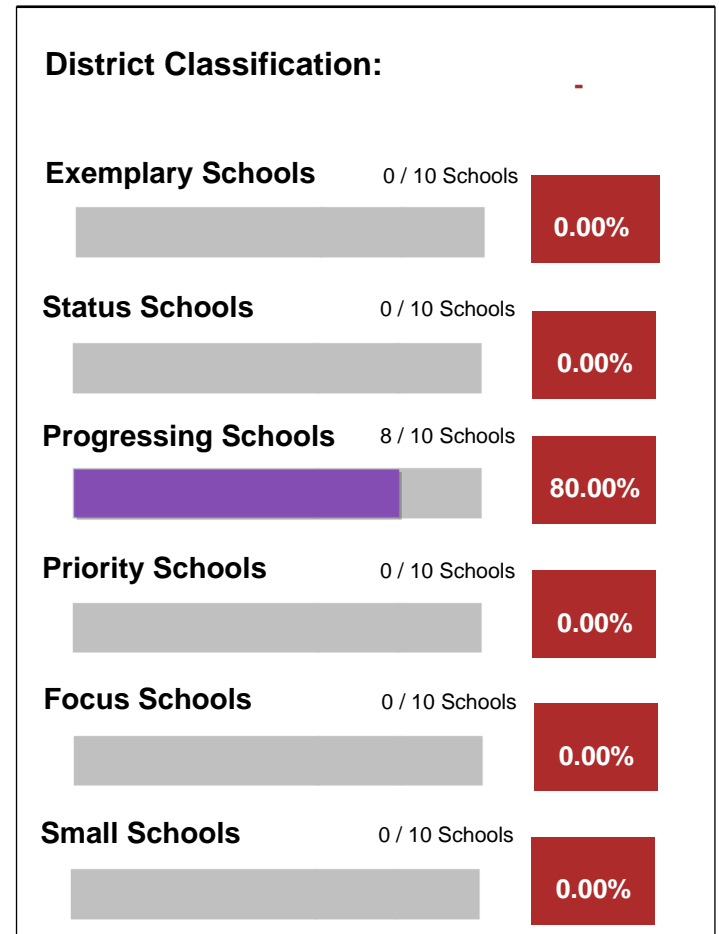 District Classification:
-
Exemplary Schools 0 / 10 Schools
0.00%
Status Schools 0 / 10 Schools
0.00%
Progressing Schools 8 / 10 Schools
80.00%
Priority Schools 0 / 10 Schools
0.00%
Focus Schools 0 / 10 Schools
0.00%
Small Schools 0 / 10 Schools
0.00%